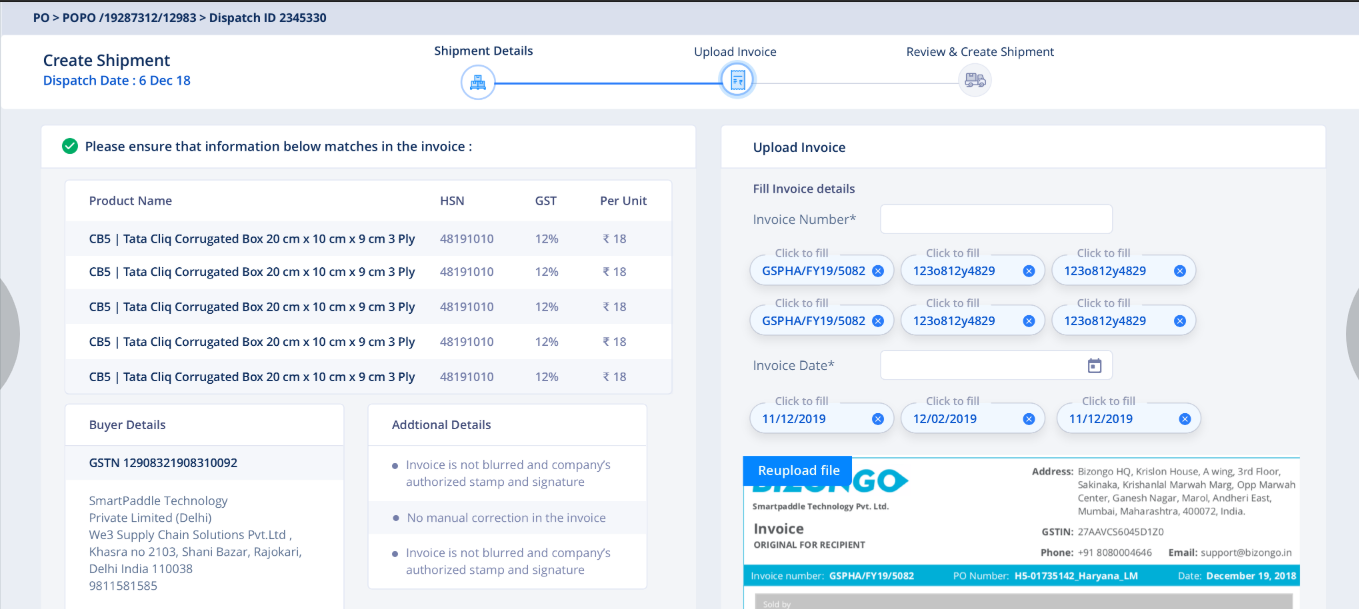 PO > POPO /19287312/12983 > Dispatch ID 2345330
Create Shipment
Dispatch Date : 6 Dec 18
Shipment Details
Upload Invoice
Review & Create Shipment
Please ensure that information below matches in the invoice :
Product Name HSN GST Per Unit
CB5 | Tata Cliq Corrugated Box 20 cm x 10 cm x 9 cm 3 Ply 48191010 12% ₹ 18
CB5 | Tata Cliq Corrugated Box 20 cm x 10 cm x 9 cm 3 Ply 48191010 12% ₹ 18
CB5 | Tata Cliq Corrugated Box 20 cm x 10 cm x 9 cm 3 Ply 48191010 12% ₹ 18
CB5 | Tata Cliq Corrugated Box 20 cm x 10 cm x 9 cm 3 Ply 48191010 12% ₹ 18
CB5 | Tata Cliq Corrugated Box 20 cm x 10 cm x 9 cm 3 Ply 48191010 12% ₹ 18
Buyer Details
GSTN 12908321908310092
SmartPaddle Technology
Private Limited (Delhi)
We3 Supply Chain Solutions Pvt.Ltd ,
Khasra no 2103, Shani Bazar, Rajokari,
Delhi India 110038
9811581585
Addtional Details
Invoice is not blurred and company's
authorized stamp and signature
No manual correction in the invoice
Invoice is not blurred and company's
authorized stamp and signature
Upload Invoice
Fill Invoice details
Invoice Number*
Click to fill Click to fill Click to fill
GSPHA/FY19/5082 123o812y4829 123o812y4829
Click to fill Click to fill Click to fill
GSPHA/FY19/5082 123o812y4829 123o812y4829
Invoice Date*
Click to fill Click to fill Click to fill
11/12/2019 12/02/2019 11/12/2019
Reupload file
BIZONGO
Smartpaddle Technology Pvt. Ltd.
Invoice
ORIGINAL FOR RECIPIENT
Address: Bizongo HQ, Krislon House, A wing, 3rd Floor,
Sakinaka, Krishanlal Marwah Marg, Opp Marwah
Center, Ganesh Nagar, Marol, Andheri East,
Mumbai, Maharashtra, 400072, India.
GSTIN: 27AAVCS6045D1Z0
Phone: +91 8080004646 Email: support@bizongo.in
Invoice number: GSPHA/FY19/5082 PO Number: H5-01735142_Haryana_LM Date: December 19, 2018
Sold by